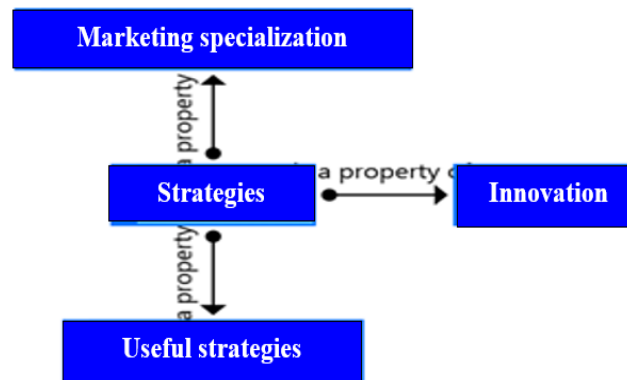 Marketing specialization
a property
a property
Strategies
Innovation
a property
Useful strategies